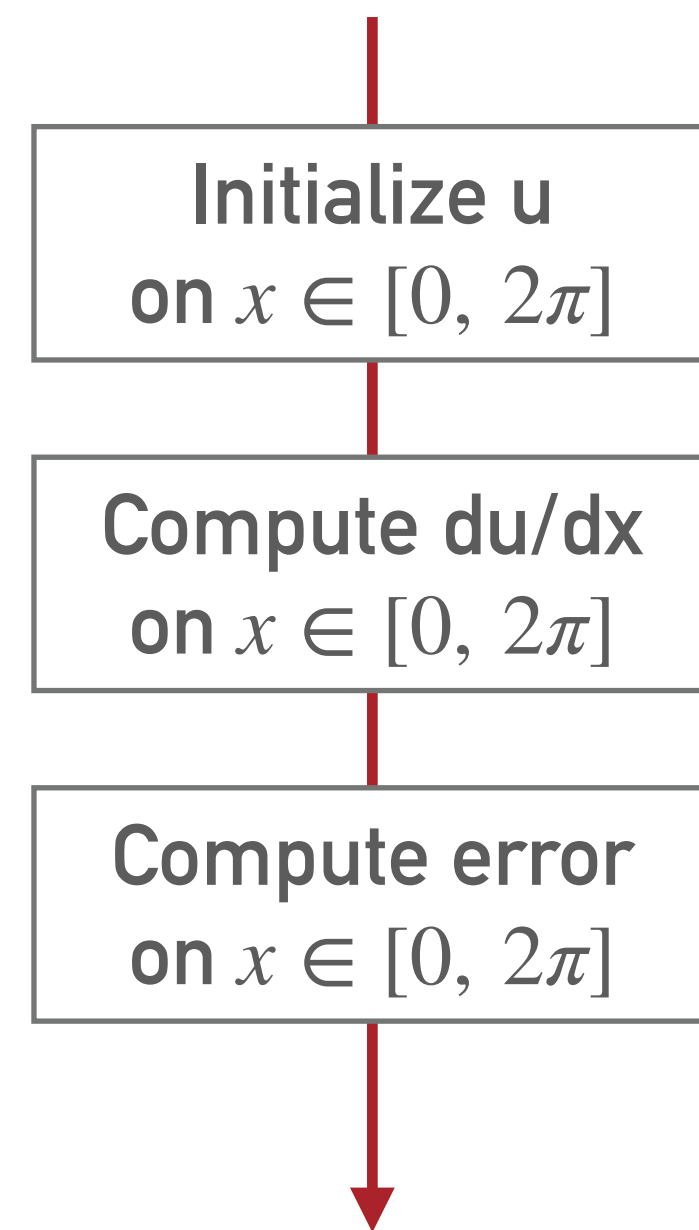 Initialize u
on x ∈ [0, 2π]
Compute du/dx
on x ∈ [0, 2π]
Compute error
on x ∈ [0, 2π]